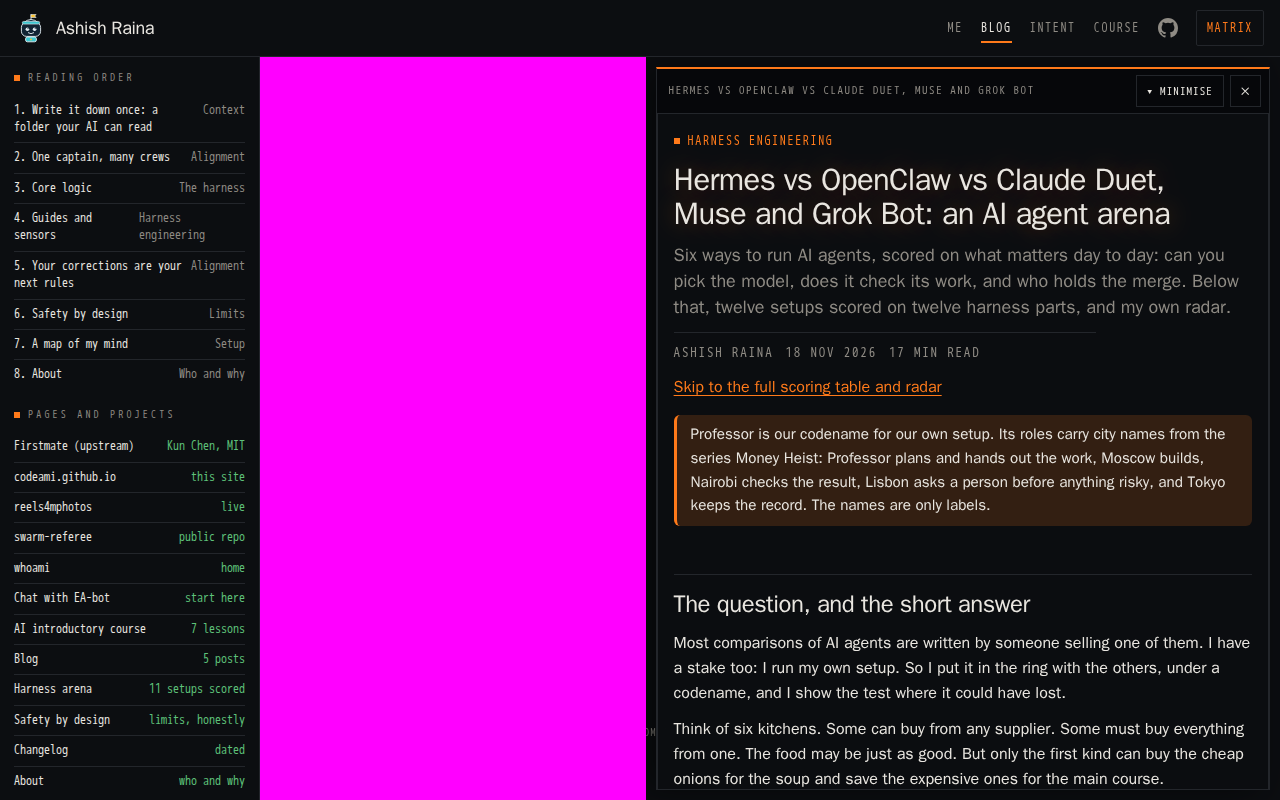 Ashish Raina
ME BLOG INTENT COURSE MATRIX
READING ORDER
1. Write it down once: a folder your AI can read Context
2. One captain, many crews Alignment
3. Core logic The harness
4. Guides and sensors Harness engineering
5. Your corrections are your next rules Alignment
6. Safety by design Limits
7. A map of my mind Setup
8. About Who and why
PAGES AND PROJECTS
Firstmate (upstream) Kun Chen, MIT
codeami.github.io this site
reels4mphotos live
swarm-referee public repo
whoami home
Chat with EA-bot start here
AI introductory course 7 lessons
Blog 5 posts
Harness arena 11 setups scored
Safety by design limits, honestly
Changelog dated
About who and why
HERMES VS OPENCLAW VS CLAUDE DUET, MUSE AND GROK BOT
▾ MINIMISE ✕
HARNESS ENGINEERING
Hermes vs OpenClaw vs Claude Duet,
Muse and Grok Bot: an AI agent arena
Six ways to run AI agents, scored on what matters day to day: can you
pick the model, does it check its work, and who holds the merge. Below
that, twelve setups scored on twelve harness parts, and my own radar.
ASHISH RAINA 18 NOV 2026 17 MIN READ
Skip to the full scoring table and radar
Professor is our codename for our own setup. Its roles carry city names from the
series Money Heist: Professor plans and hands out the work, Moscow builds,
Nairobi checks the result, Lisbon asks a person before anything risky, and Tokyo
keeps the record. The names are only labels.
The question, and the short answer
Most comparisons of AI agents are written by someone selling one of them. I have
a stake too: I run my own setup. So I put it in the ring with the others, under a
codename, and I show the test where it could have lost.
Think of six kitchens. Some can buy from any supplier. Some must buy everything
from one. The food may be just as good. But only the first kind can buy the cheap
onions for the soup and save the expensive ones for the main course.